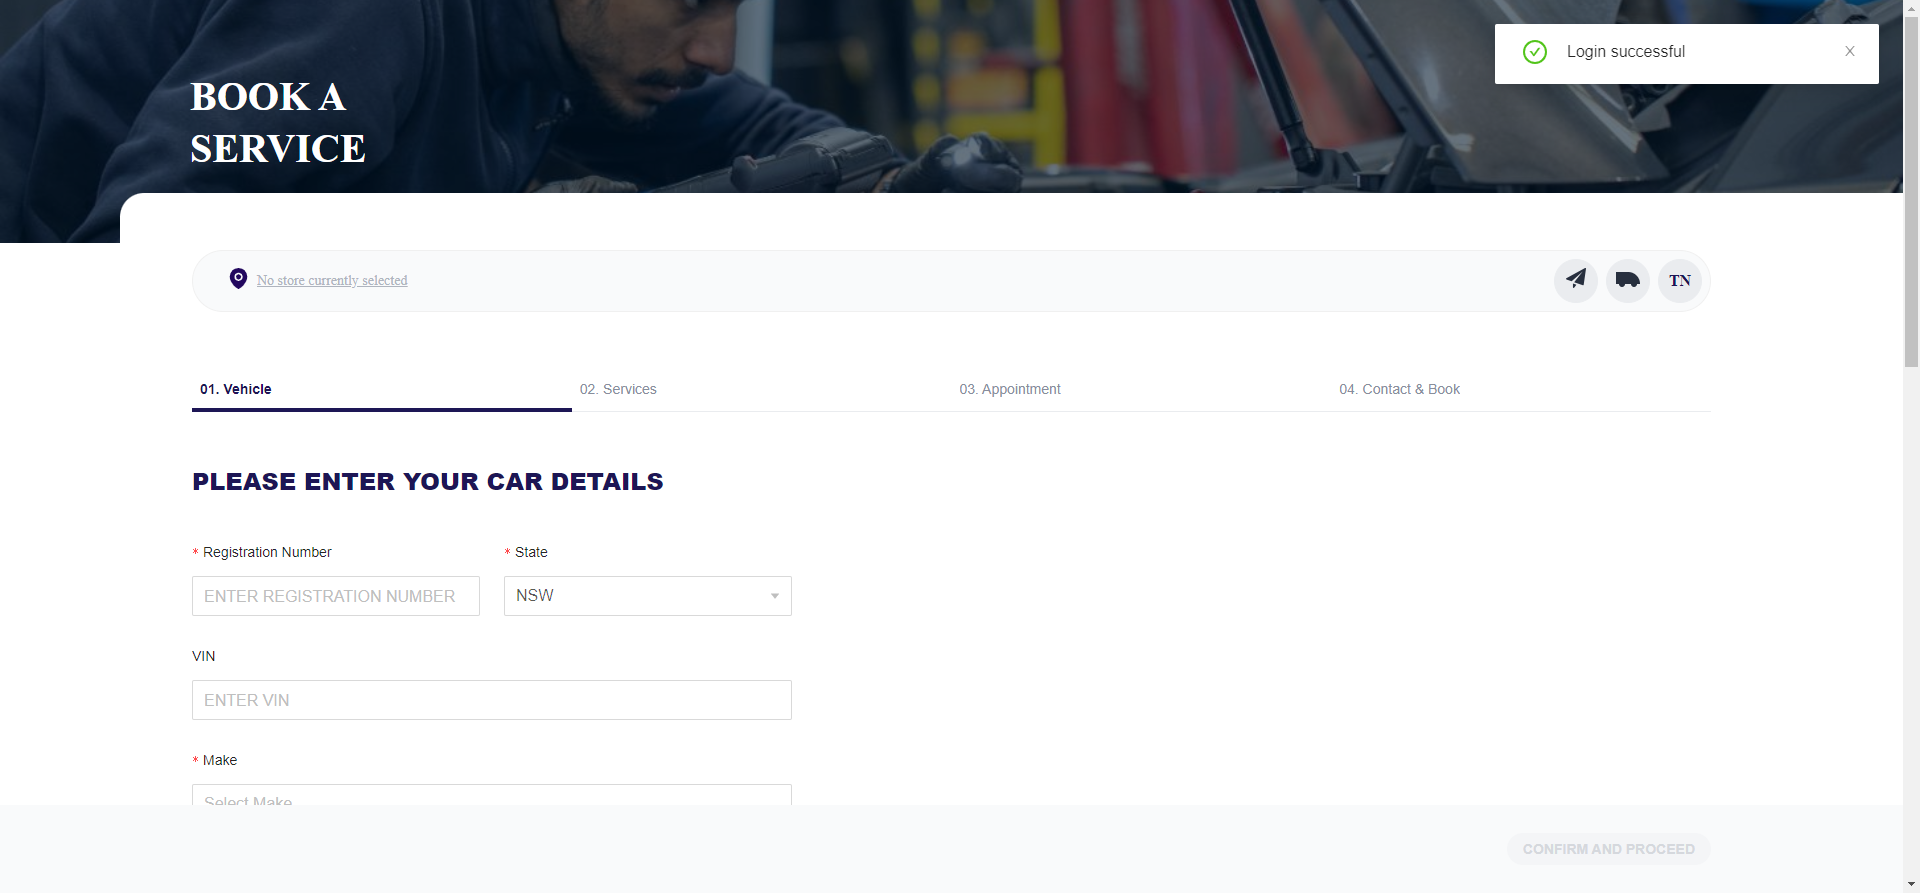 BOOK A
SERVICE
Login successful
X
No store currently selected
TN
01. Vehicle
02. Services
03. Appointment
04. Contact & Book
PLEASE ENTER YOUR CAR DETAILS
* Registration Number
* State
ENTER REGISTRATION NUMBER
NSW
VIN
ENTER VIN
* Make
Select Make
CONFIRM AND PROCEED